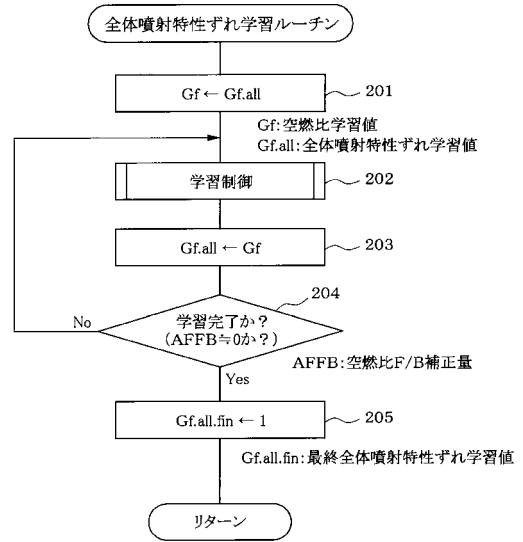 全体噴射特性ずれ学習ルーチン
Gf ← Gf.all
201
Gf:空燃比学習値
Gf.all:全体噴射特性ずれ学習値
学習制御
202
Gf.all ← Gf
203
204
学習完了か?
(AFFB≒0か?)
No
AFFB:空燃比F/B補正量
Yes
Gf.all.fin ← 1
205
Gf.all.fin:最終全体噴射特性ずれ学習値
リターン